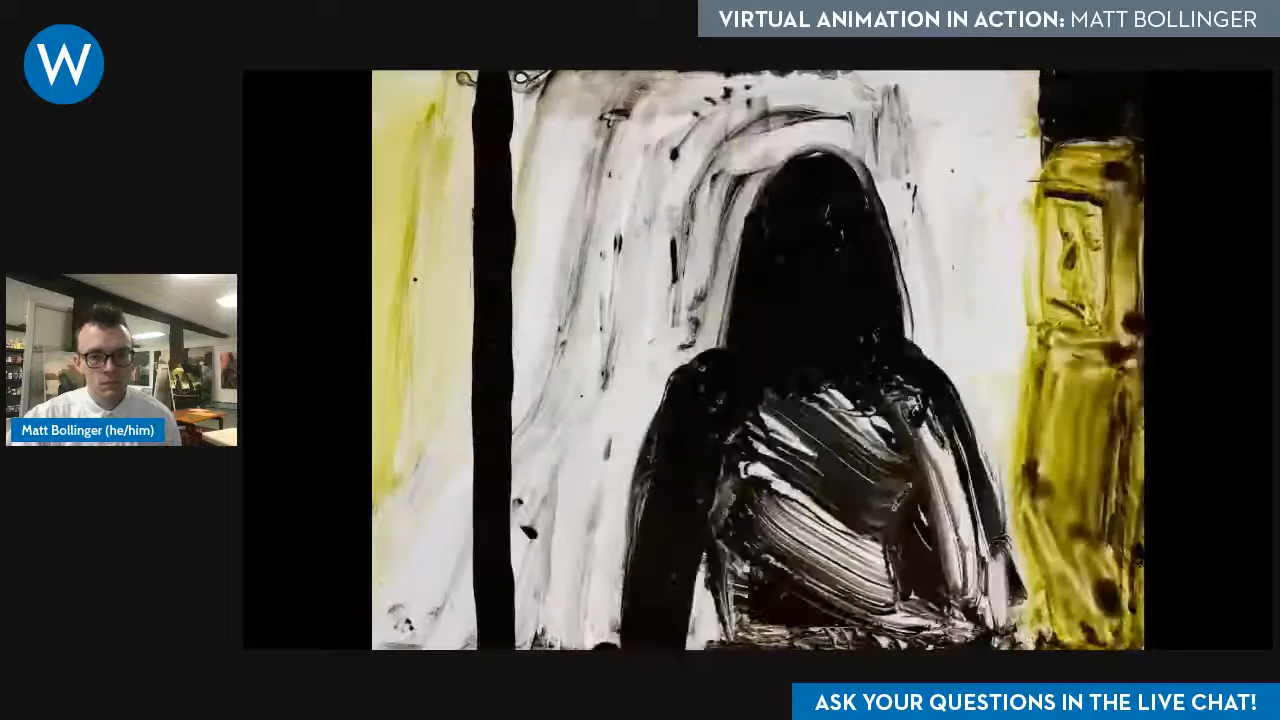 VIRTUAL ANIMATION IN ACTION: MATT BOLLINGER
W
Matt Bollinger (he/him)
ASK YOUR QUESTIONS IN THE LIVE CHAT!